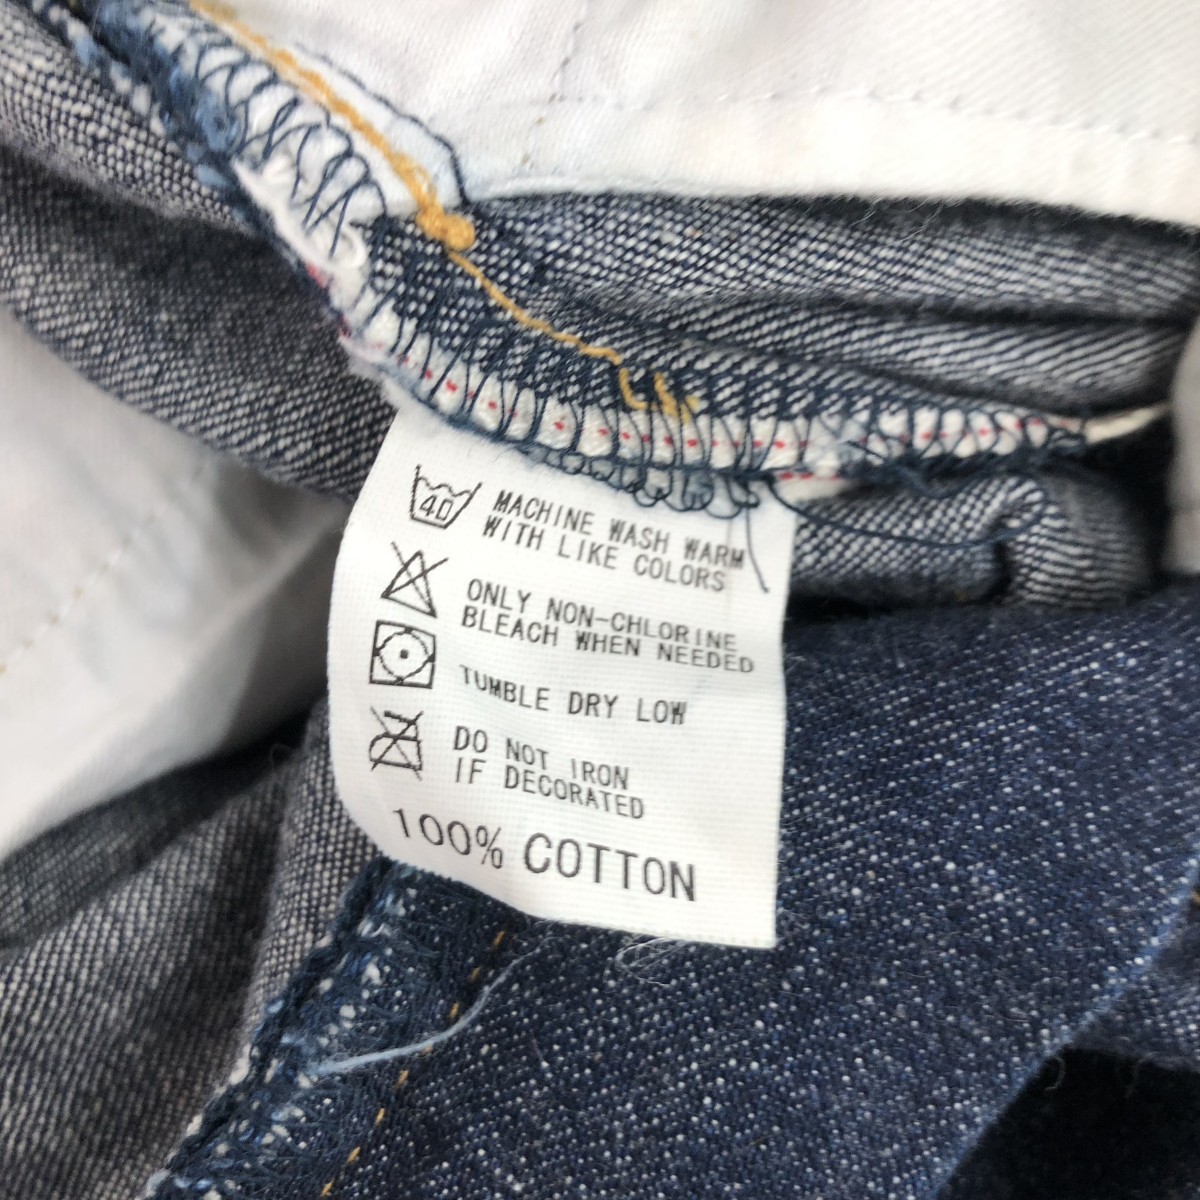 40
MACHINE WASH WARM
WITH LIKE COLORS
ONLY NON-CHLORINE
BLEACH WHEN NEEDED
TUMBLE DRY LOW
DO NOT IRON
IF DECORATED
100% COTTON